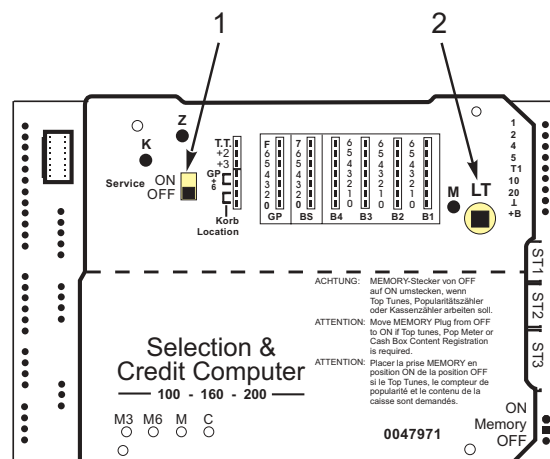 1
2
Z
K
T.T.
+2
+3
GP
+
6
Service
ON
OFF
Korb
Location
F
6
5
4
3
2
0
GP
7
6
5
4
3
2
0
BS
6
5
4
3
2
1
0
B4
6
5
4
3
2
1
0
B3
6
5
4
3
2
1
0
B2
6
5
4
3
2
1
0
B1
M
LT
1
2
4
5
T1
10
20
⊥
+B
ST1
ST2
ST3
ACHTUNG: MEMORY-Stecker von OFF
auf ON umstecken, wenn
Top Tunes, Popularitätszähler
oder Kassenzähler arbeiten soll.
ATTENTION: Move MEMORY Plug from OFF
to ON if Top tunes, Pop Meter or
Cash Box Content Registration
is required.
ATTENTION: Placer la prise MEMORY en
position ON de la position OFF
si le Top Tunes, le compteur de
popularité et le contenu de la
caisse sont demandés.
Selection &
Credit Computer
100 - 160 - 200
M3 M6 M C
0047971
ON
Memory
OFF